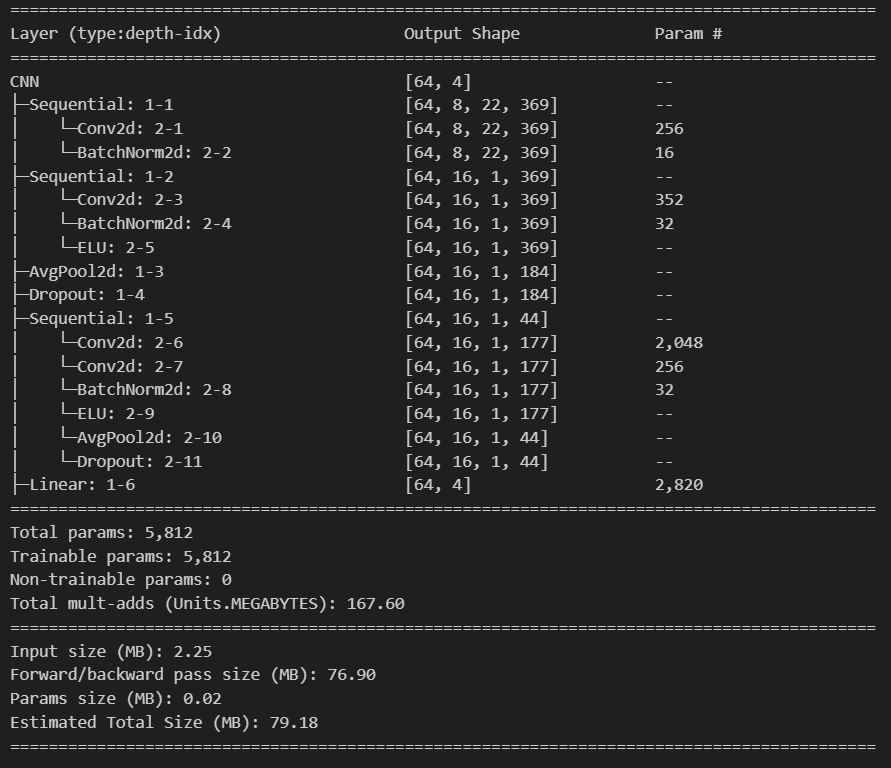 ==========================================================================================
Layer (type:depth-idx)                   Output Shape              Param #
==========================================================================================
CNN                                      [64, 4]                   --
├─Sequential: 1-1                        [64, 8, 22, 369]          --
│    └─Conv2d: 2-1                       [64, 8, 22, 369]          256
│    └─BatchNorm2d: 2-2                  [64, 8, 22, 369]          16
├─Sequential: 1-2                        [64, 16, 1, 369]          --
│    └─Conv2d: 2-3                       [64, 16, 1, 369]          352
│    └─BatchNorm2d: 2-4                  [64, 16, 1, 369]          32
│    └─ELU: 2-5                          [64, 16, 1, 369]          --
├─AvgPool2d: 1-3                         [64, 16, 1, 184]          --
├─Dropout: 1-4                           [64, 16, 1, 184]          --
├─Sequential: 1-5                        [64, 16, 1, 44]           --
│    └─Conv2d: 2-6                       [64, 16, 1, 177]          2,048
│    └─Conv2d: 2-7                       [64, 16, 1, 177]          256
│    └─BatchNorm2d: 2-8                  [64, 16, 1, 177]          32
│    └─ELU: 2-9                          [64, 16, 1, 177]          --
│    └─AvgPool2d: 2-10                   [64, 16, 1, 44]           --
│    └─Dropout: 2-11                     [64, 16, 1, 44]           --
├─Linear: 1-6                            [64, 4]                   2,820
==========================================================================================
Total params: 5,812
Trainable params: 5,812
Non-trainable params: 0
Total mult-adds (Units.MEGABYTES): 167.60
==========================================================================================
Input size (MB): 2.25
Forward/backward pass size (MB): 76.90
Params size (MB): 0.02
Estimated Total Size (MB): 79.18
==========================================================================================